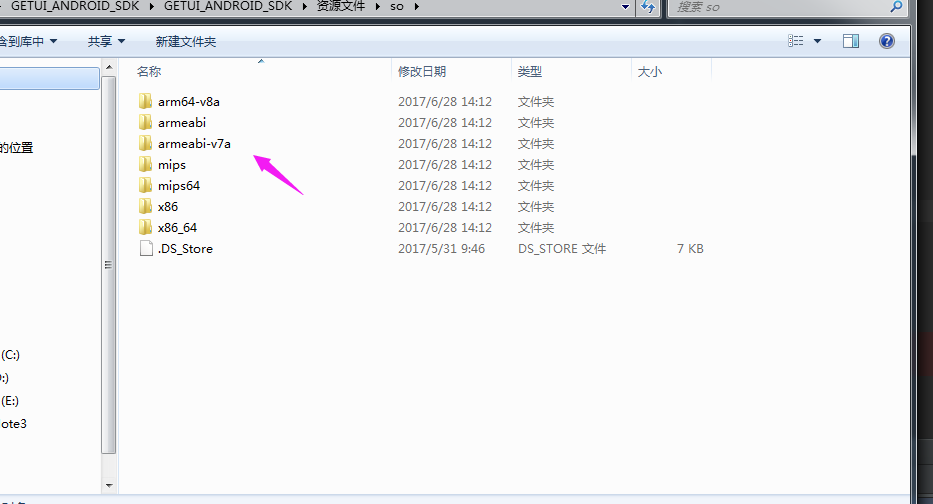 GETUI_ANDROID_SDK GETUI_ANDROID_SDK 资源文件 so 搜索 so
含到库中 共享 新建文件夹
名称 修改日期 类型 大小
arm64-v8a 2017/6/28 14:12 文件夹
armeabi 2017/6/28 14:12 文件夹
armeabi-v7a 2017/6/28 14:12 文件夹
的位置
mips 2017/6/28 14:12 文件夹
mips64 2017/6/28 14:12 文件夹
x86 2017/6/28 14:12 文件夹
x86_64 2017/6/28 14:12 文件夹
.DS_Store 2017/5/31 9:46 DS_STORE 文件 7 KB
(C:)
:)
(E:)
ote3